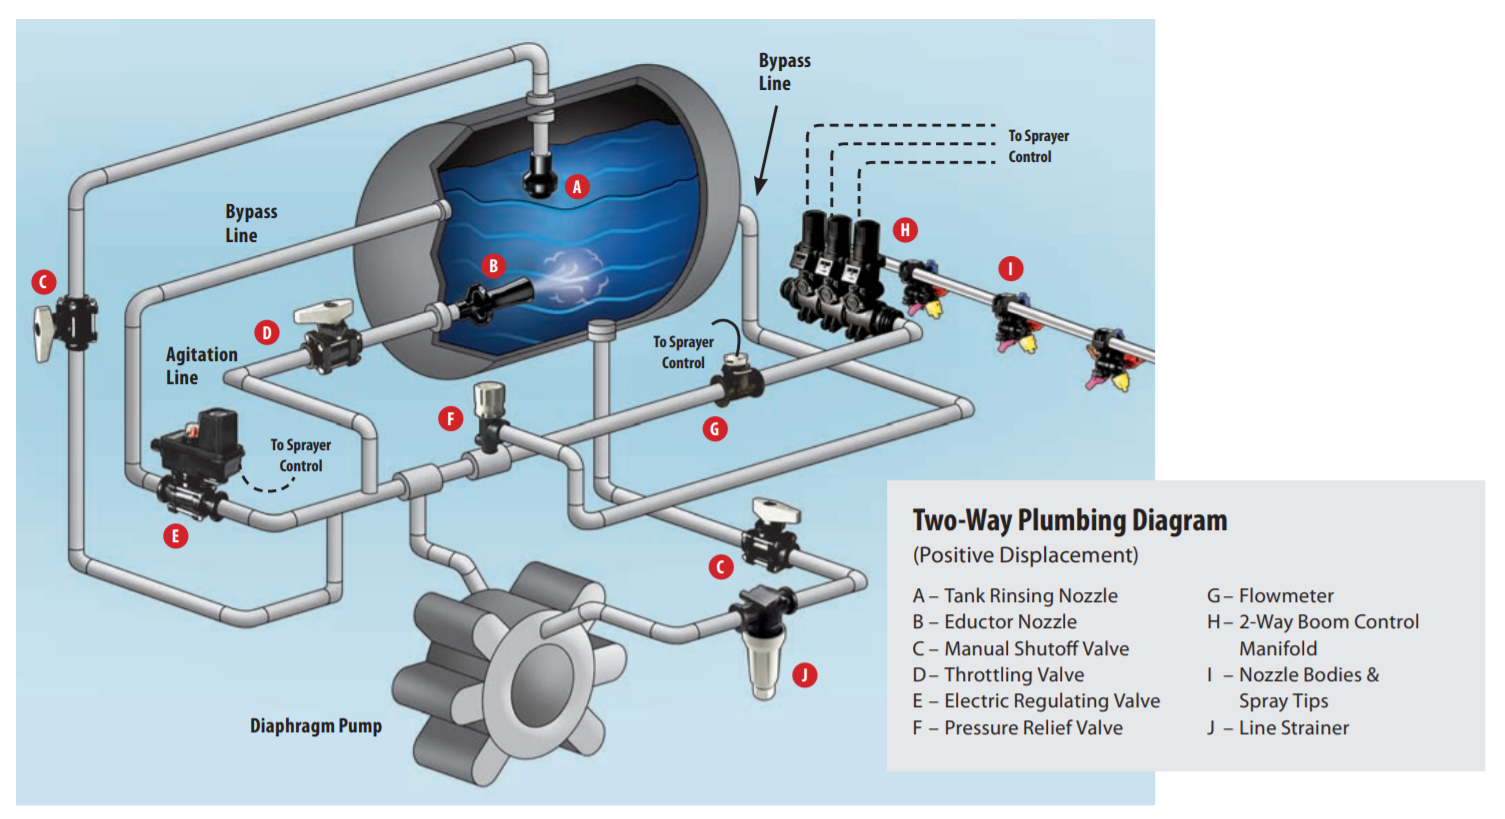 Bypass
Line
To Sprayer
Control
A
Bypass
Line
H
B
I
C
D
To Sprayer
Control
Agitation
Line
F
G
To Sprayer
Control
E
C
J
Diaphragm Pump
Two-Way Plumbing Diagram
(Positive Displacement)
A – Tank Rinsing Nozzle
B – Eductor Nozzle
C – Manual Shutoff Valve
D – Throttling Valve
E – Electric Regulating Valve
F – Pressure Relief Valve
G – Flowmeter
H – 2-Way Boom Control
Manifold
I – Nozzle Bodies &
Spray Tips
J – Line Strainer